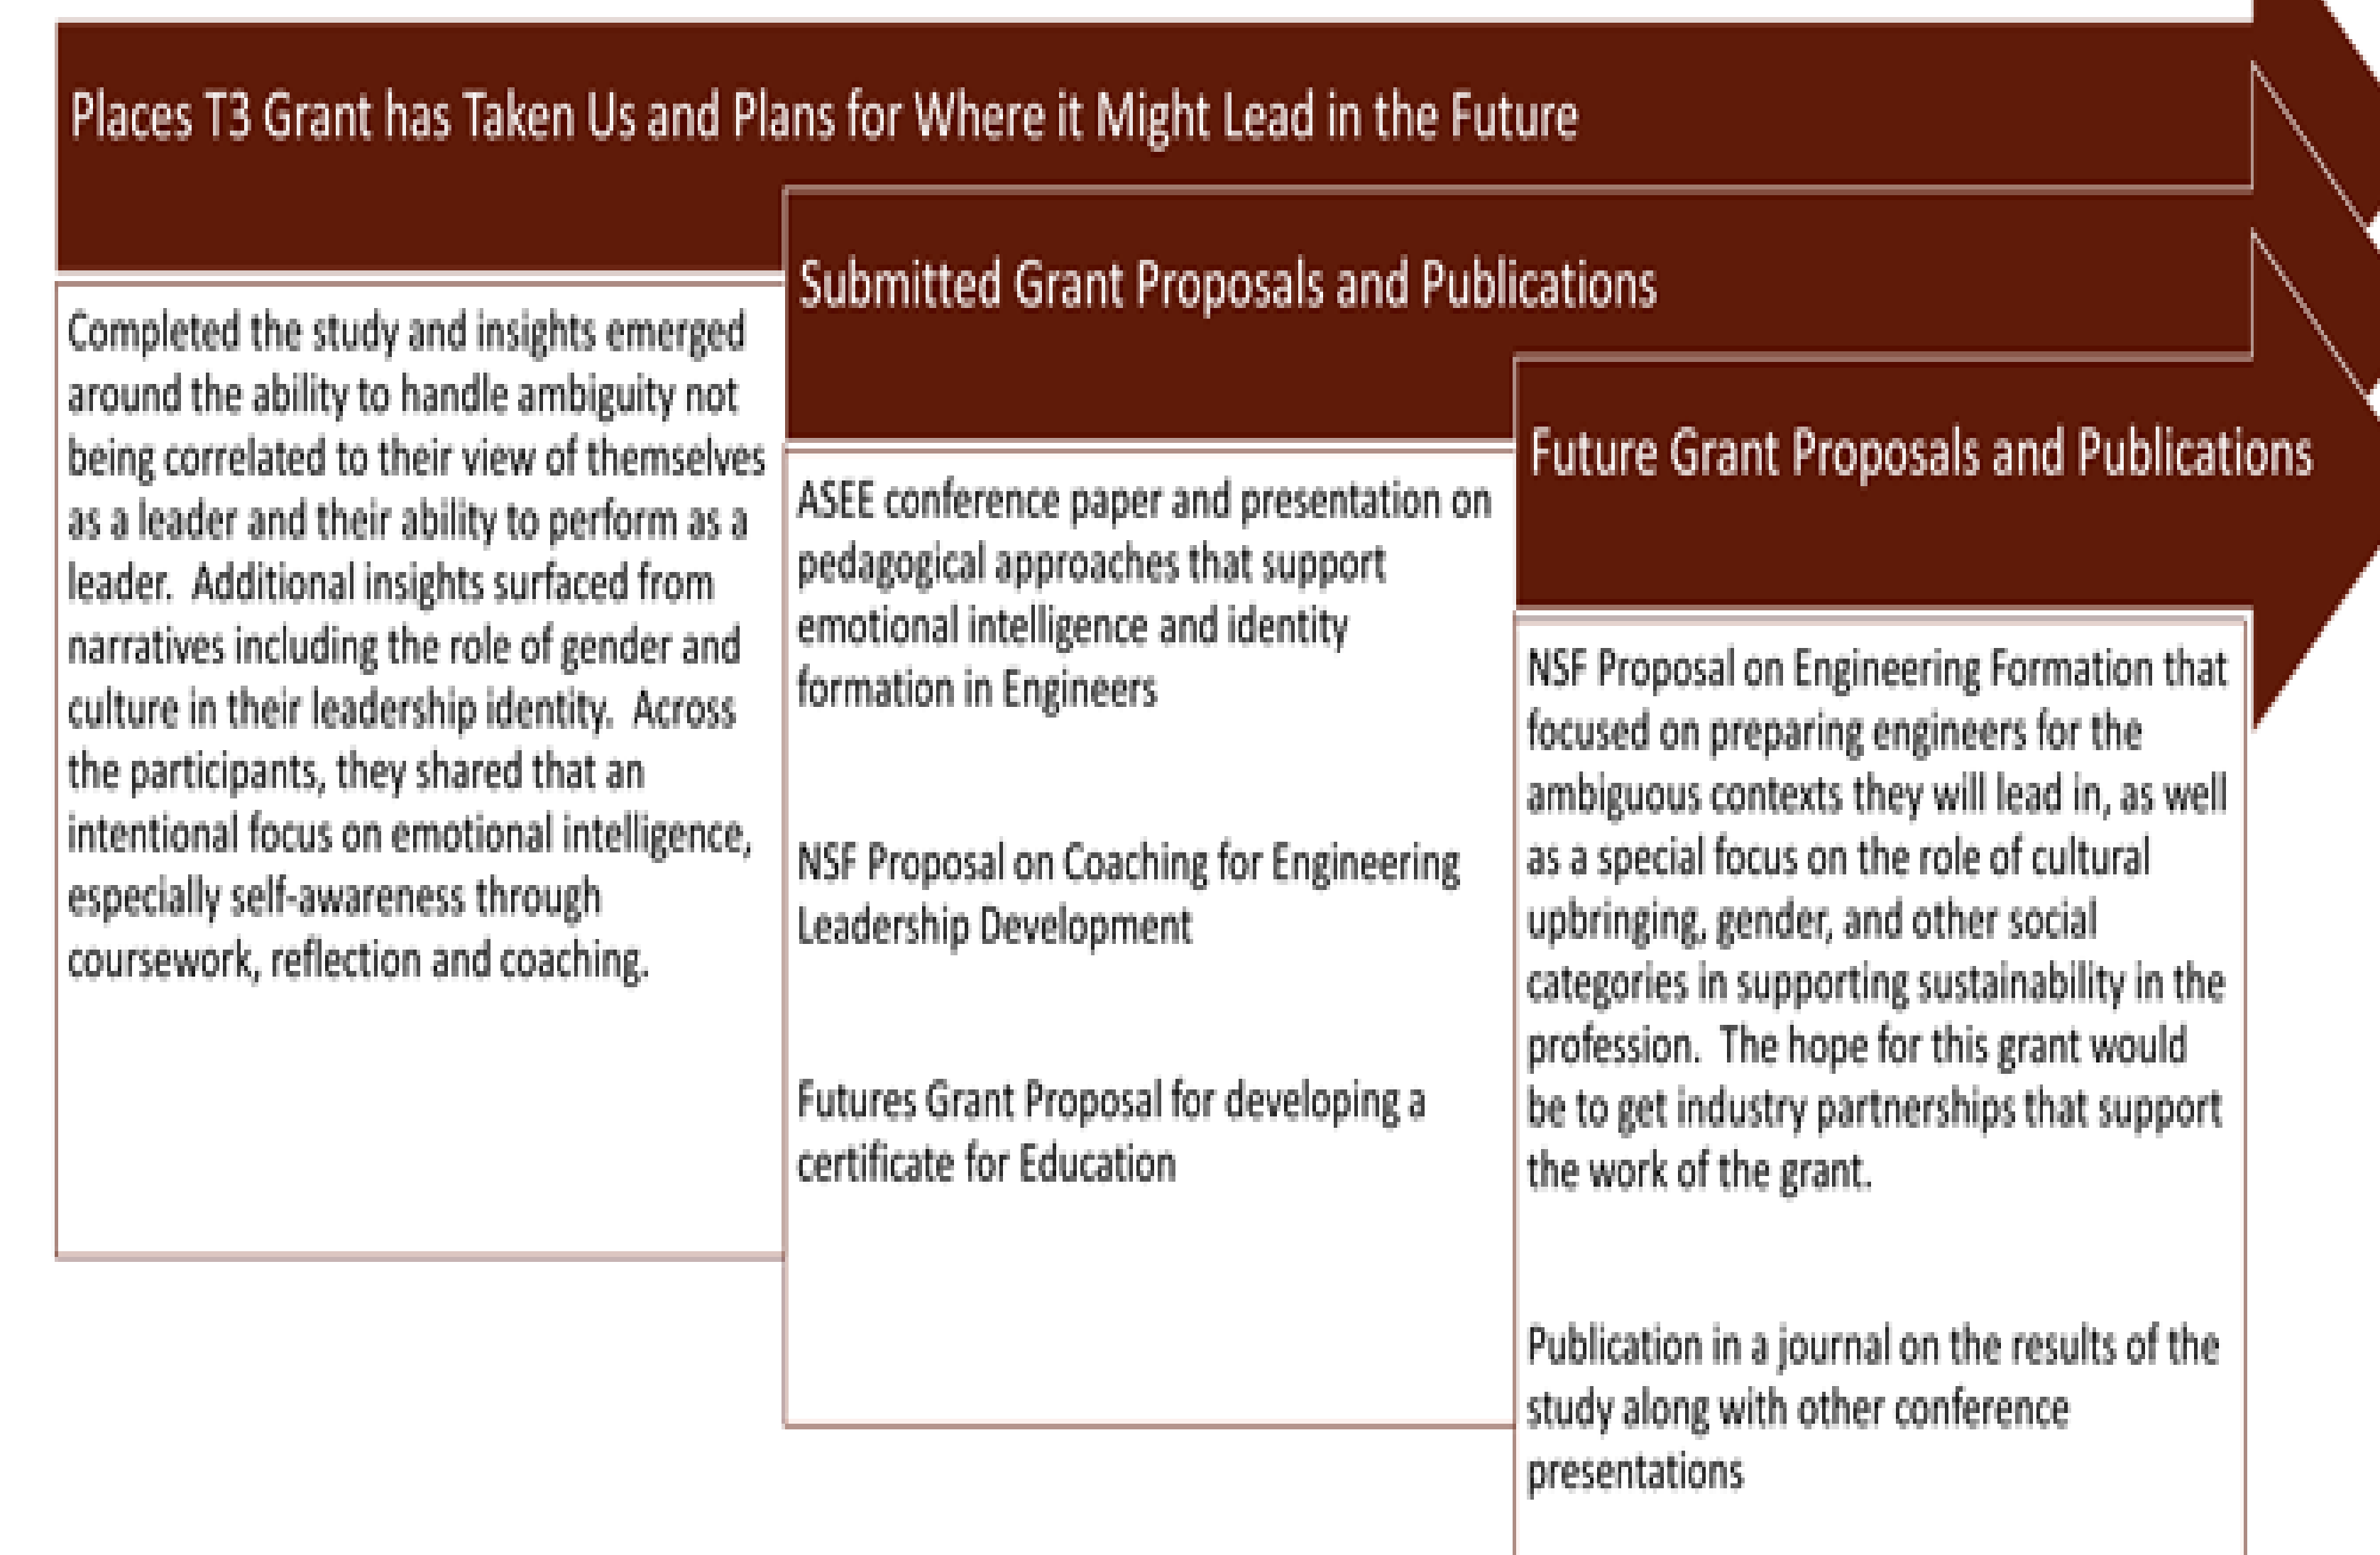 Places T3 Grant has Taken Us and Plans for Where it Might Lead in the Future
Completed the study and insights emerged
around the ability to handle ambiguity not
being correlated to their view of themselves
as a leader and their ability to perform as a
leader.  Additional insights surfaced from
narratives including the role of gender and
culture in their leadership identity.  Across
the participants, they shared that an
intentional focus on emotional intelligence,
especially self-awareness through
coursework, reflection and coaching.
Submitted Grant Proposals and Publications
ASEE conference paper and presentation on
pedagogical approaches that support
emotional intelligence and identity
formation in Engineers
NSF Proposal on Coaching for Engineering
Leadership Development
Futures Grant Proposal for developing a
certificate for Education
Future Grant Proposals and Publications
NSF Proposal on Engineering Formation that
focused on preparing engineers for the
ambiguous contexts they will lead in, as well
as a special focus on the role of cultural
upbringing, gender, and other social
categories in supporting sustainability in the
profession.  The hope for this grant would
be to get industry partnerships that support
the work of the grant.
Publication in a journal on the results of the
study along with other conference
presentations